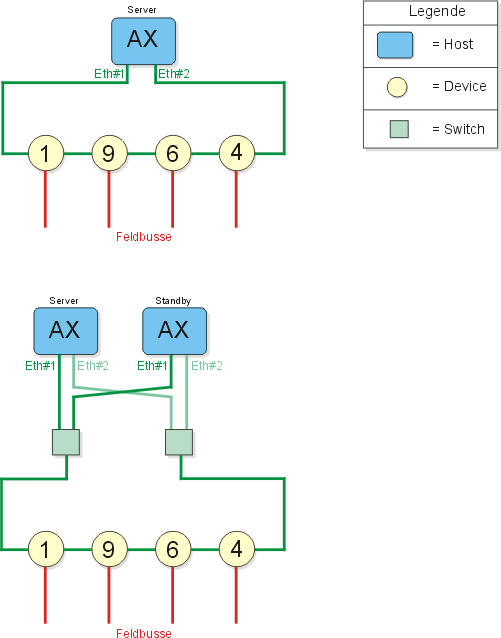 Server
AX
Eth#1 Eth#2
1 9 6 4
Feldbusse
Legende
= Host
= Device
= Switch
Server Standby
AX AX
Eth#1 Eth#2 Eth#1 Eth#2
1 9 6 4
Feldbusse